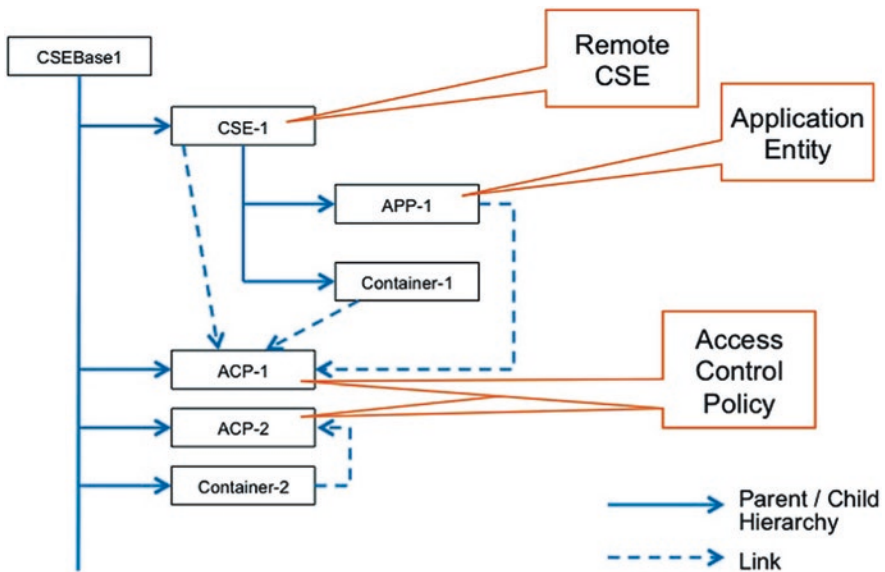 CSEBase1
Remote
CSE
CSE-1
Application
Entity
APP-1
Container-1
Access
Control
Policy
ACP-1
ACP-2
Container-2
Parent / Child
Hierarchy
Link